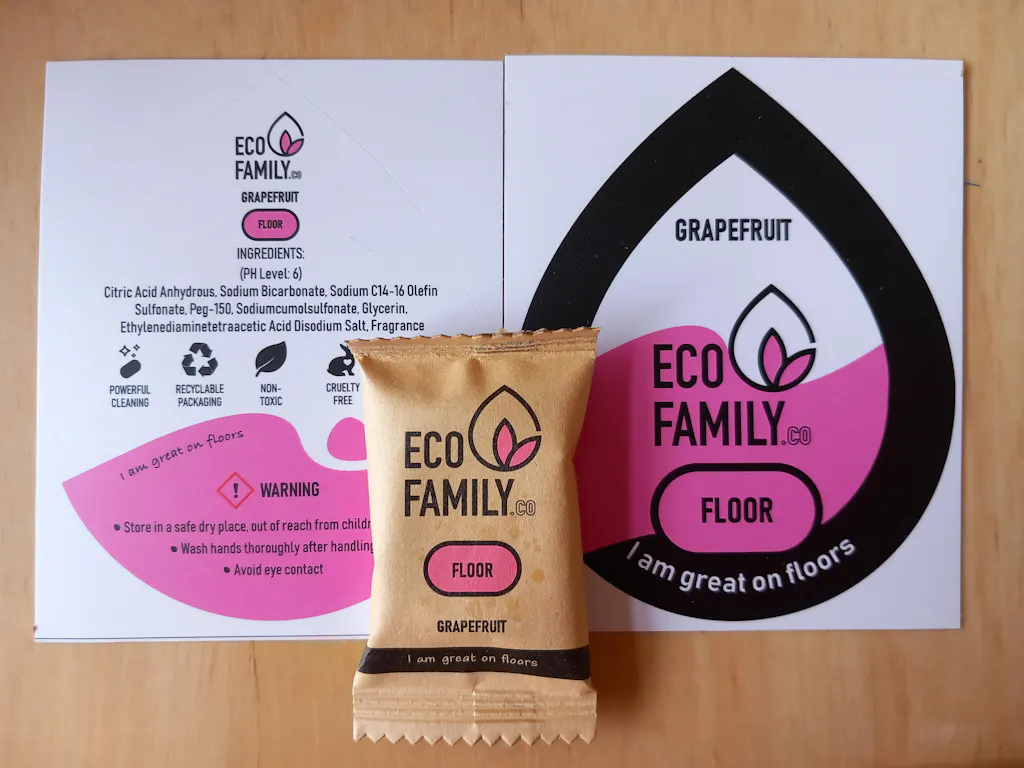 ECO
FAMILY.CO
GRAPEFRUIT
FLOOR
INGREDIENTS:
(PH Level: 6)
Citric Acid Anhydrous, Sodium Bicarbonate, Sodium C14-16 Olefin
Sulfonate, Peg-150, Sodiumcumolsulfonate, Glycerin,
Ethylenediaminetetraacetic Acid Disodium Salt, Fragrance
POWERFUL
CLEANING
RECYCLABLE
PACKAGING
NON-
TOXIC
CRUELTY
FREE
I am great on floors
! WARNING
• Store in a safe dry place, out of reach from childr
• Wash hands thoroughly after handling
• Avoid eye contact
GRAPEFRUIT
ECO
FAMILY.CO
FLOOR
I am great on floors
ECO
FAMILY.CO
FLOOR
GRAPEFRUIT
I am great on floors